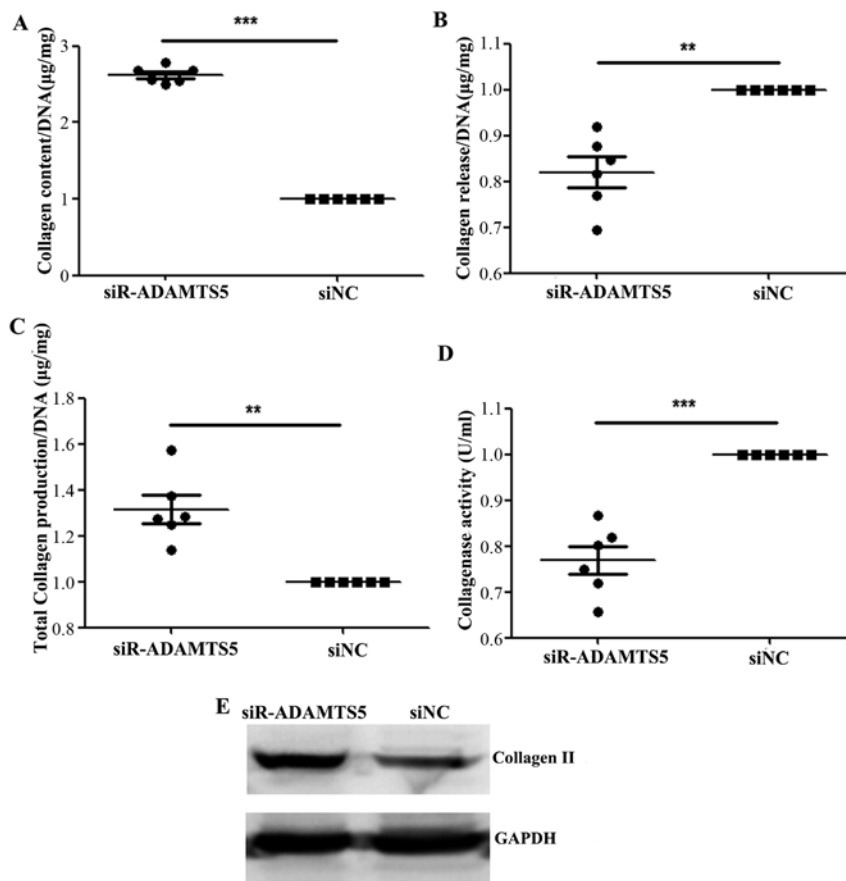 A
Collagen content/DNA(μg/mg)
3
2
1
0
***
siR-ADAMTS5 siNC
B
Collagen release/DNA(μg/mg)
1.1
1.0
0.9
0.8
0.7
0.6
**
siR-ADAMTS5 siNC
C
Total Collagen production/DNA (μg/mg)
1.8
1.6
1.4
1.2
1.0
0.8
**
siR-ADAMTS5 siNC
D
Collagenase activity (U/ml)
1.1
1.0
0.9
0.8
0.7
0.6
***
siR-ADAMTS5 siNC
E
siR-ADAMTS5 siNC
Collagen II
GAPDH